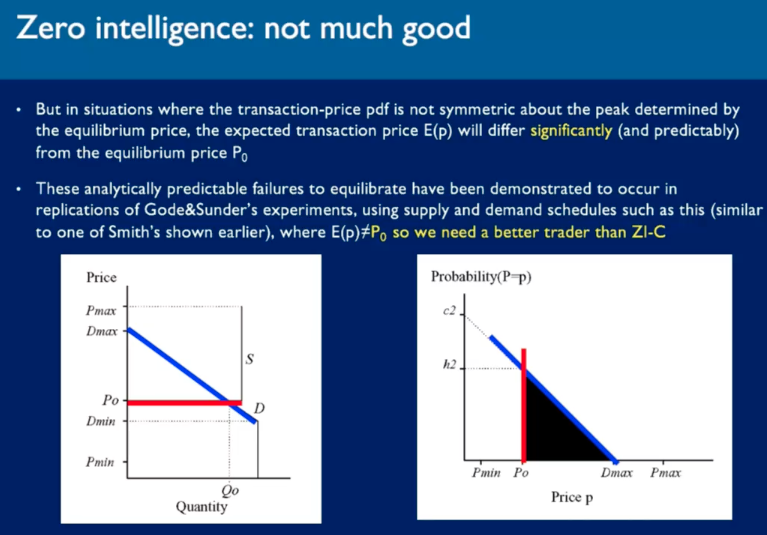 Zero intelligence: not much good
• But in situations where the transaction-price pdf is not symmetric about the peak determined by
the equilibrium price, the expected transaction price E(p) will differ significantly (and predictably)
from the equilibrium price P₀
• These analytically predictable failures to equilibrate have been demonstrated to occur in
replications of Gode&Sunder's experiments, using supply and demand schedules such as this (similar
to one of Smith's shown earlier), where E(p)≠P₀ so we need a better trader than ZI-C
Price
Pmax
Dmax
S
Po
D
Dmin
Pmin
Qo
Quantity
Probability(P=p)
c2
h2
Pmin Po Dmax Pmax
Price p